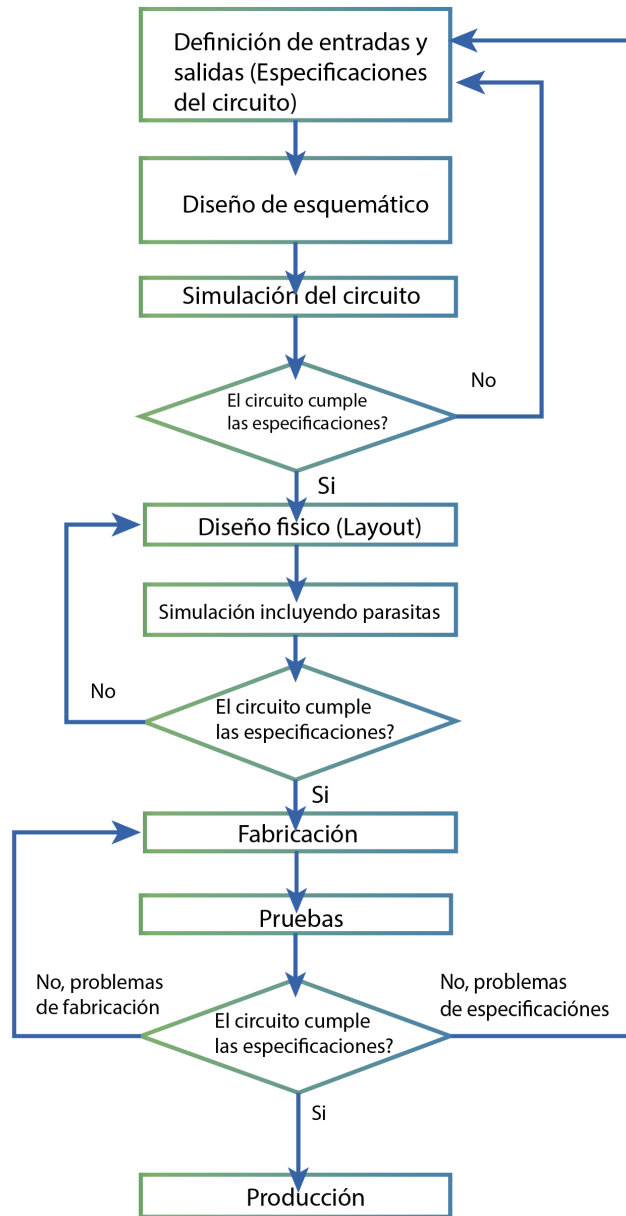 Definición de entradas y
salidas (Especificaciones
del circuito)
Diseño de esquemático
Simulación del circuito
El circuito cumple
las especificaciones?
No
Si
Diseño fisico (Layout)
Simulación incluyendo parasitas
No
El circuito cumple
las especificaciones?
Si
Fabricación
Pruebas
No, problemas
de fabricación
El circuito cumple
las especificaciones?
No, problemas
de especificaciónes
Si
Producción